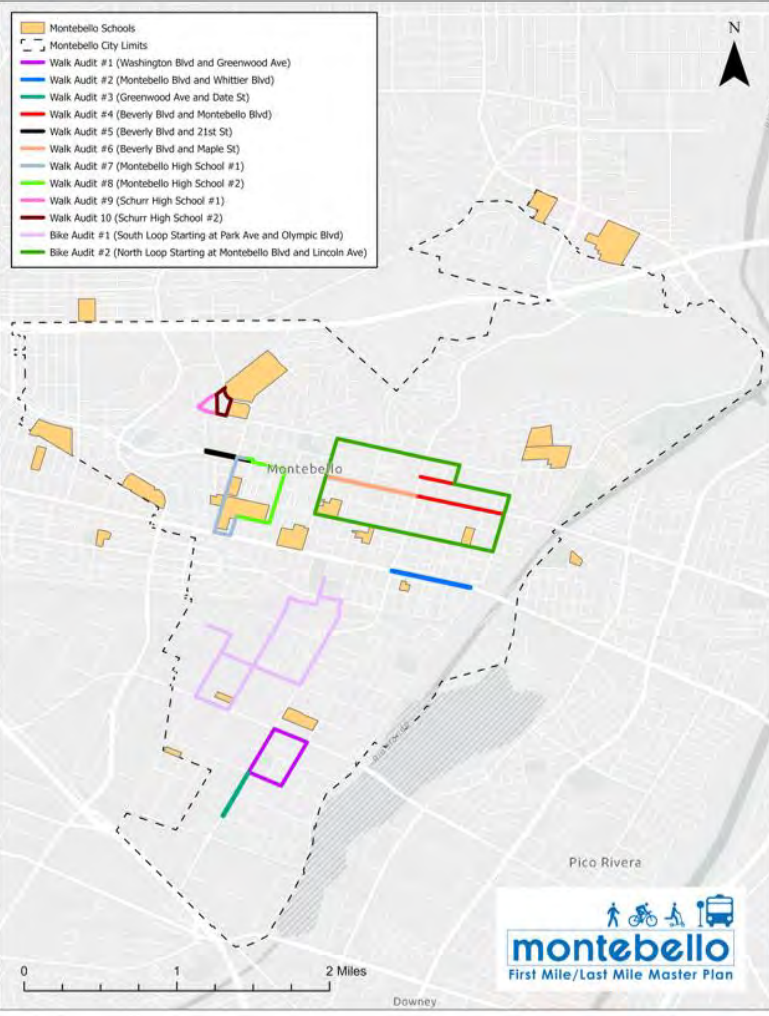 Montebello Schools
Montebello City Limits
Walk Audit #1 (Washington Blvd and Greenwood Ave)
Walk Audit #2 (Montebello Blvd and Whittier Blvd)
Walk Audit #3 (Greenwood Ave and Date St)
Walk Audit #4 (Beverly Blvd and Montebello Blvd)
Walk Audit #5 (Beverly Blvd and 21st St)
Walk Audit #6 (Beverly Blvd and Maple St)
Walk Audit #7 (Montebello High School #1)
Walk Audit #8 (Montebello High School #2)
Walk Audit #9 (Schurr High School #1)
Walk Audit 10 (Schurr High School #2)
Bike Audit #1 (South Loop Starting at Park Ave and Olympic Blvd)
Bike Audit #2 (North Loop Starting at Montebello Blvd and Lincoln Ave)
N
Montebello
Pico Rivera
montebello
First Mile/Last Mile Master Plan
0 1 2 Miles
Downey